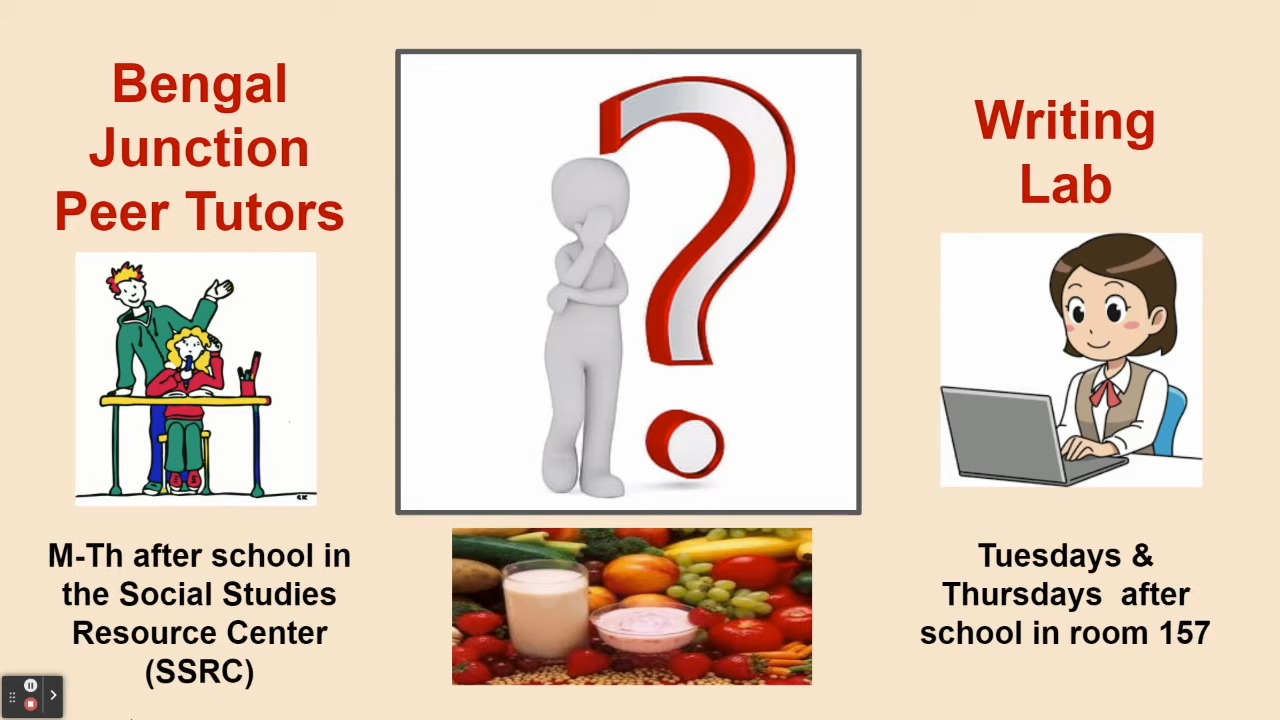 Bengal
Junction
Peer Tutors
M-Th after school in
the Social Studies
Resource Center
(SSRC)
Writing
Lab
Tuesdays &
Thursdays  after
school in room 157